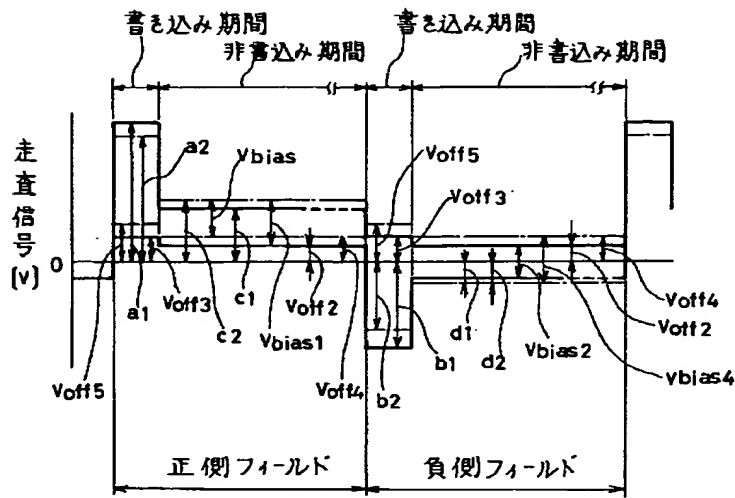 書き込み期間
書き込み期間
非書込み期間
非書込み期間
走査信号
(V)
0
a2
Vbias
Voff5
Voff3
Voff3
a1
c2
c1
Vbias1
Voff2
Voff4
Voff5
b2
b1
d1
d2
Vbias2
Vbias4
Voff2
Voff4
正側フィールド
負側フィールド